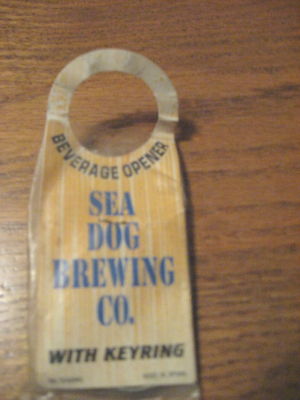 BEVERAGE OPENER
SEA
DOG
BREWING
CO.
WITH KEYRING